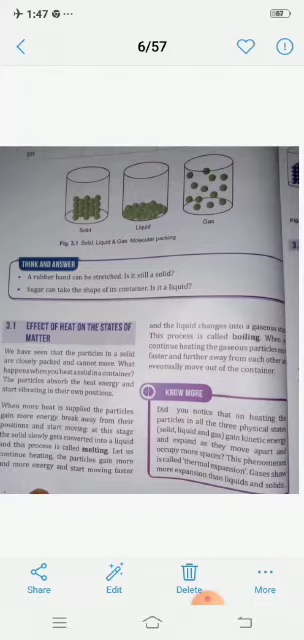 1:47
67
6/57
gas
Solid
Liquid
Gas
Fig. 3.1 Solid, Liquid & Gas Molecular packing
THINK AND ANSWER
• A rubber band can be stretched. Is it still a solid?
• Sugar can take the shape of its container. Is it a liquid?
3.1 EFFECT OF HEAT ON THE STATES OF
MATTER
We have seen that the particles in a solid
are closely packed and cannot move. What
happens when you heat a solid in a container?
The particles absorb the heat energy and
start vibrating in their own positions.
When more heat is supplied the particles
gain more energy break away from their
positions and start moving; at this stage
the solid slowly gets converted into a liquid
and this process is called melting. Let us
continue heating, the particles gain more
and more energy and start moving faster
and the liquid changes into a gaseous
This process is called boiling. When
continue heating the gaseous particles
faster and further away from each other
eventually move out of the container.
KNOW MORE
Did you notice that on heating the
particles in all the three physical states
(solid, liquid and gas) gain kinetic energy
and expand as they move apart and
occupy more spaces? This phenomenon
is called 'thermal expansion'. Gases show
more expansion than liquids and solids.
Fig
3.
Share
Edit
Delete
More